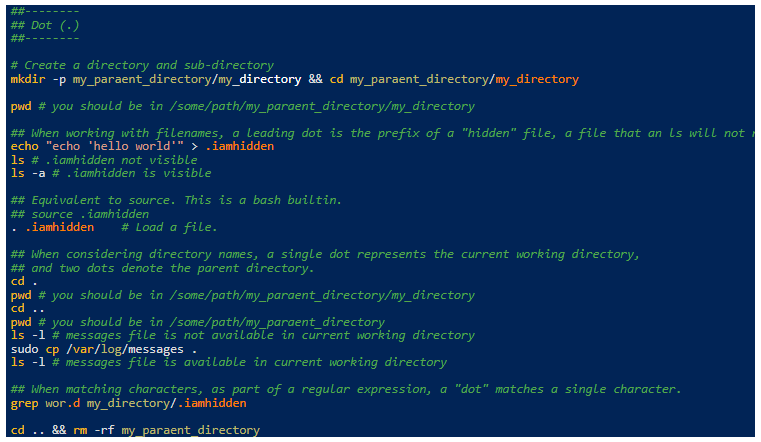 ##--------
## Dot (.)
##--------
# Create a directory and sub-directory
mkdir -p my_paraent_directory/my_directory && cd my_paraent_directory/my_directory
pwd # you should be in /some/path/my_paraent_directory/my_directory
## When working with filenames, a leading dot is the prefix of a "hidden" file, a file that an ls will not
echo "echo 'hello world'" > .iamhidden
ls # .iamhidden not visible
ls -a # .iamhidden is visible
## Equivalent to source. This is a bash builtin.
## source .iamhidden
. .iamhidden    # Load a file.
## When considering directory names, a single dot represents the current working directory,
## and two dots denote the parent directory.
cd .
pwd # you should be in /some/path/my_paraent_directory/my_directory
cd ..
pwd # you should be in /some/path/my_paraent_directory
ls -l # messages file is not available in current working directory
sudo cp /var/log/messages .
ls -l # messages file is available in current working directory
## When matching characters, as part of a regular expression, a "dot" matches a single character.
grep wor.d my_directory/.iamhidden
cd .. && rm -rf my_paraent_directory